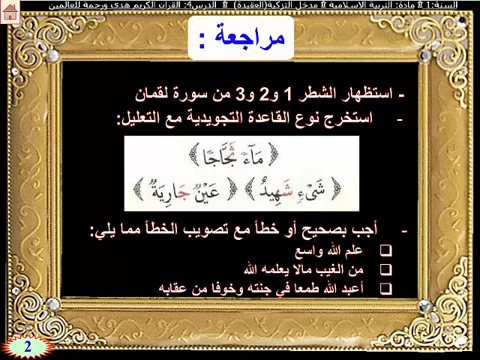 السنة:1 ۩ مادة: التربية الاسلامية ۩ مدخل التزكية(العقيدة) ۩ الدرس4: القرآن الكريم هدى ورحمة للعالمين
مراجعة :
- استظهار الشطر 1 و2 و3 من سورة لقمان
- استخرج نوع القاعدة التجويدية مع التعليل:
﴿ مَآءً ثَجَّاجًا ﴾
﴿ شَىْءٍ شَهِيدٌ ﴾ ﴿ عَيْنٌ جَارِيَةٌ ﴾
- أجب بصحيح أو خطأ مع تصويب الخطأ مما يلي:
❑ علم الله واسع
❑ من الغيب مالا يعلمه الله
❑ أعبد الله طمعا في جنته وخوفا من عقابه
2